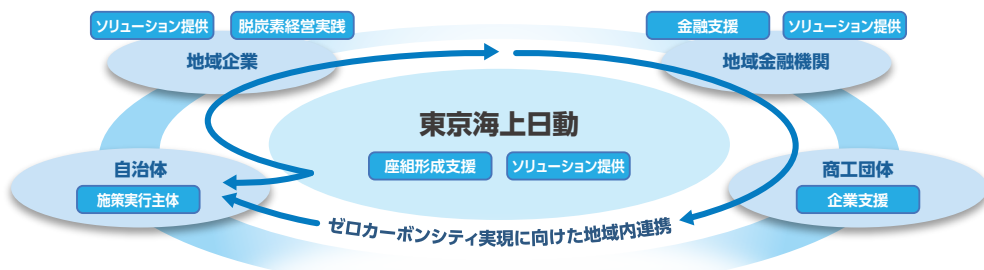 ソリューション提供
脱炭素経営実践
地域企業
金融支援
ソリューション提供
地域金融機関
東京海上日動
座組形成支援
ソリューション提供
自治体
施策実行主体
商工団体
企業支援
ゼロカーボンシティ実現に向けた地域内連携